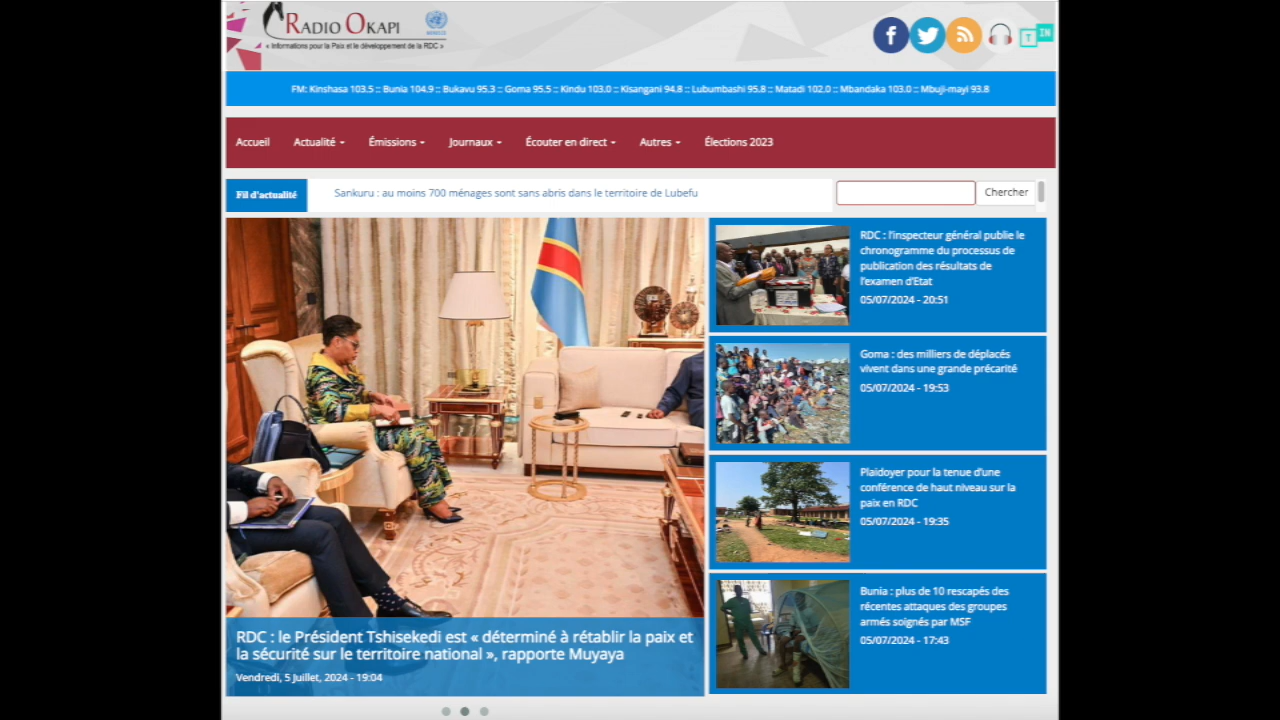 RADIO OKAPI
« Informations pour la Paix et le développement de la RDC »
T IN
FM: Kinshasa 103.5 :: Bunia 104.9 :: Bukavu 95.3 :: Goma 95.5 :: Kindu 103.0 :: Kisangani 94.8 :: Lubumbashi 95.8 :: Matadi 102.0 :: Mbandaka 103.0 :: Mbuji-mayi 93.8
Accueil Actualité Émissions Journaux Écouter en direct Autres Élections 2023
Fil d'actualité Sankuru : au moins 700 ménages sont sans abris dans le territoire de Lubefu Chercher
RDC : l'inspecteur général publie le
chronogramme du processus de
publication des résultats de
l'examen d'Etat
05/07/2024 - 20:51
Goma : des milliers de déplacés
vivent dans une grande précarité
05/07/2024 - 19:53
Plaidoyer pour la tenue d'une
conférence de haut niveau sur la
paix en RDC
05/07/2024 - 19:35
Bunia : plus de 10 rescapés des
récentes attaques des groupes
armés soignés par MSF
05/07/2024 - 17:43
RDC : le Président Tshisekedi est « déterminé à rétablir la paix et
la sécurité sur le territoire national », rapporte Muyaya
Vendredi, 5 Juillet, 2024 - 19:04